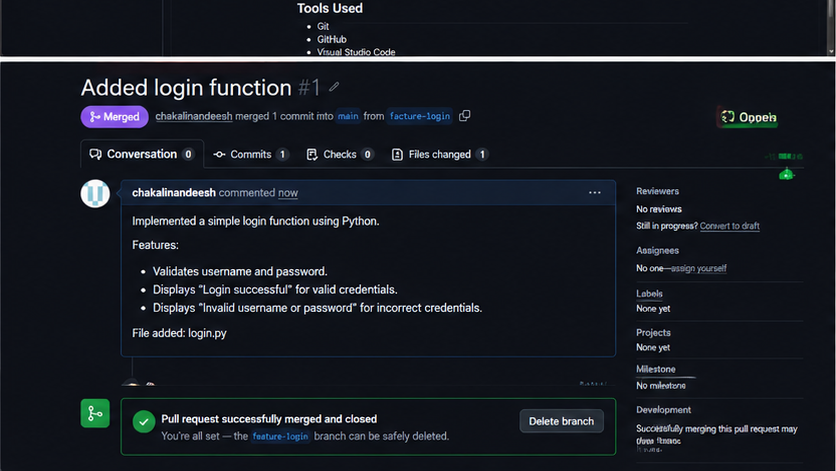 Tools Used
• Git
• GitHub
• Visual Studio Code
Added login function #1
Merged chakalinandeesh merged 1 commit into main from facture-login
Conversation 0 Commits 1 Checks 0 Files changed 1
chakalinandeesh commented now
Implemented a simple login function using Python.
Features:
• Validates username and password.
• Displays "Login successful" for valid credentials.
• Displays "Invalid username or password" for incorrect credentials.
File added: login.py
Pull request successfully merged and closed
You're all set — the feature-login branch can be safely deleted.
Delete branch
Reviewers
No reviews
Still in progress? Convert to draft
Assignees
No one—assign yourself
Labels
None yet
Projects
None yet
Milestone
No milestone
Development
Successfully merging this pull request may